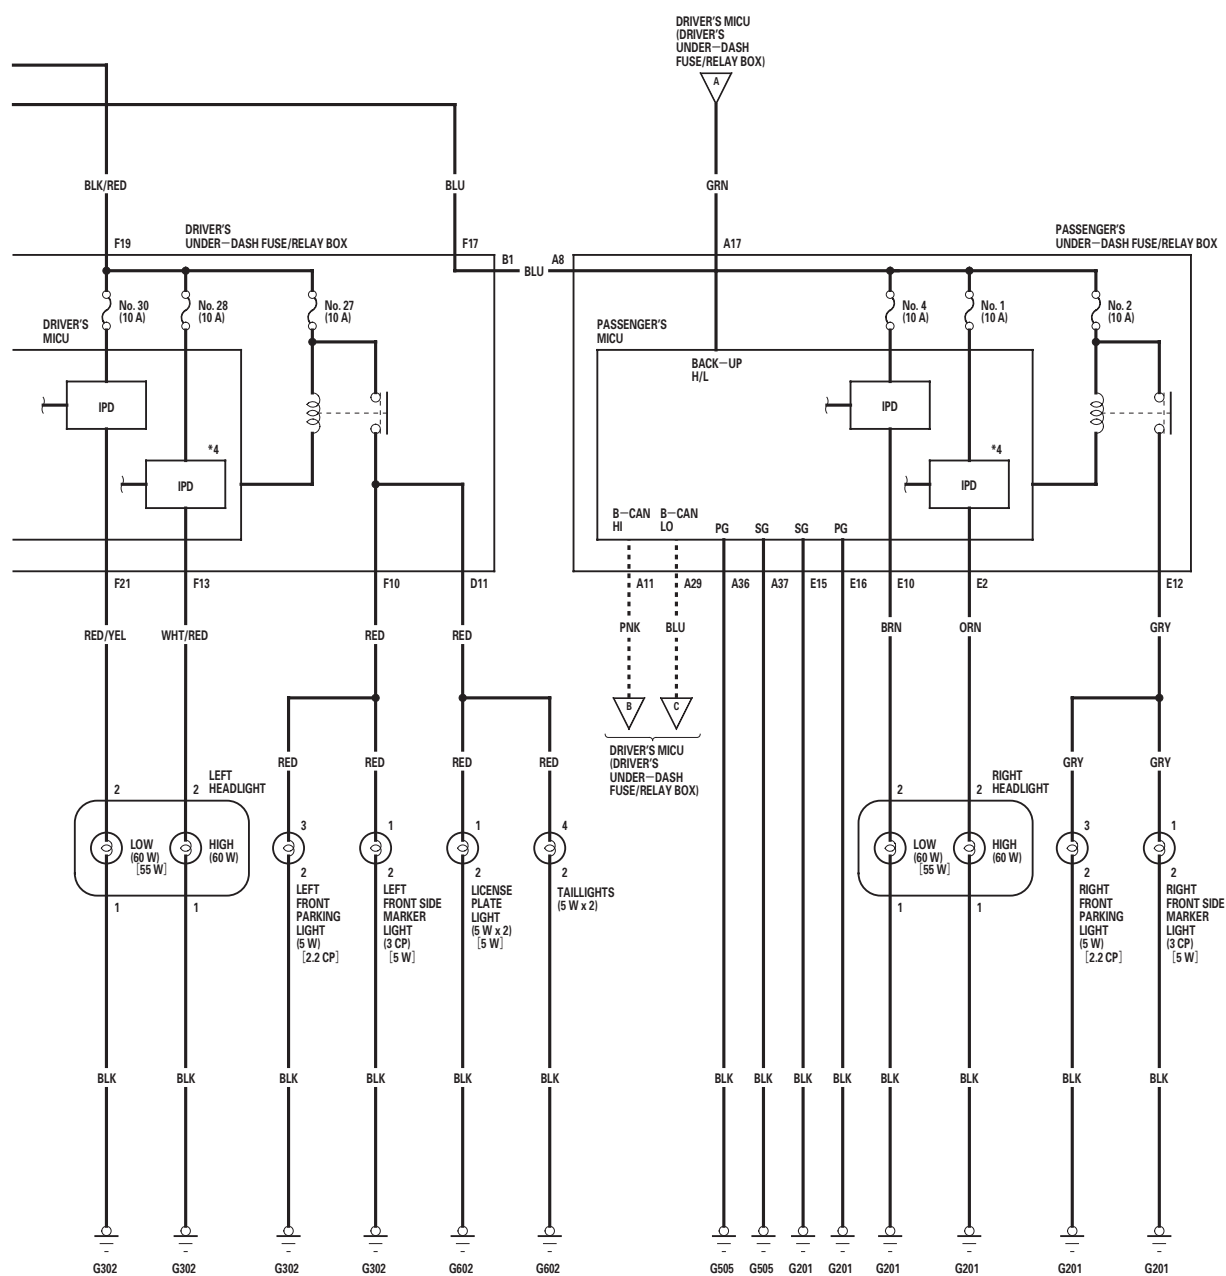 DRIVER'S MICU
(DRIVER'S
UNDER–DASH
FUSE/RELAY BOX)
A
BLK/RED
BLU
GRN
F19
DRIVER'S
UNDER–DASH FUSE/RELAY BOX
F17
B1
BLU
A8
A17
PASSENGER'S
UNDER–DASH FUSE/RELAY BOX
No. 30
(10 A)
No. 28
(10 A)
No. 27
(10 A)
No. 4
(10 A)
No. 1
(10 A)
No. 2
(10 A)
DRIVER'S
MICU
PASSENGER'S
MICU
BACK–UP
H/L
IPD
IPD
*4
IPD
*4
IPD
B–CAN
HI
B–CAN
LO
PG
SG
SG
PG
F21
F13
F10
D11
A11
A29
A36
A37
E15
E16
E10
E2
E12
RED/YEL
WHT/RED
RED
RED
PNK
BLU
BRN
ORN
GRY
B
C
DRIVER'S MICU
(DRIVER'S
UNDER–DASH
FUSE/RELAY BOX)
RED
RED
RED
RED
GRY
GRY
2
2
LEFT
HEADLIGHT
2
2
RIGHT
HEADLIGHT
LOW
(60 W)
[55 W]
HIGH
(60 W)
3
1
1
4
LOW
(60 W)
[55 W]
HIGH
(60 W)
3
1
1
1
2
LEFT
FRONT
PARKING
LIGHT
(5 W)
[2.2 CP]
2
LEFT
FRONT SIDE
MARKER
LIGHT
(3 CP)
[5 W]
2
LICENSE
PLATE
LIGHT
(5 W x 2)
[5 W]
2
TAILLIGHTS
(5 W x 2)
1
1
2
RIGHT
FRONT
PARKING
LIGHT
(5 W)
[2.2 CP]
2
RIGHT
FRONT SIDE
MARKER
LIGHT
(3 CP)
[5 W]
BLK
BLK
BLK
BLK
BLK
BLK
BLK
BLK
BLK
BLK
BLK
BLK
BLK
BLK
G302
G302
G302
G302
G602
G602
G505
G505
G201
G201
G201
G201
G201
G201